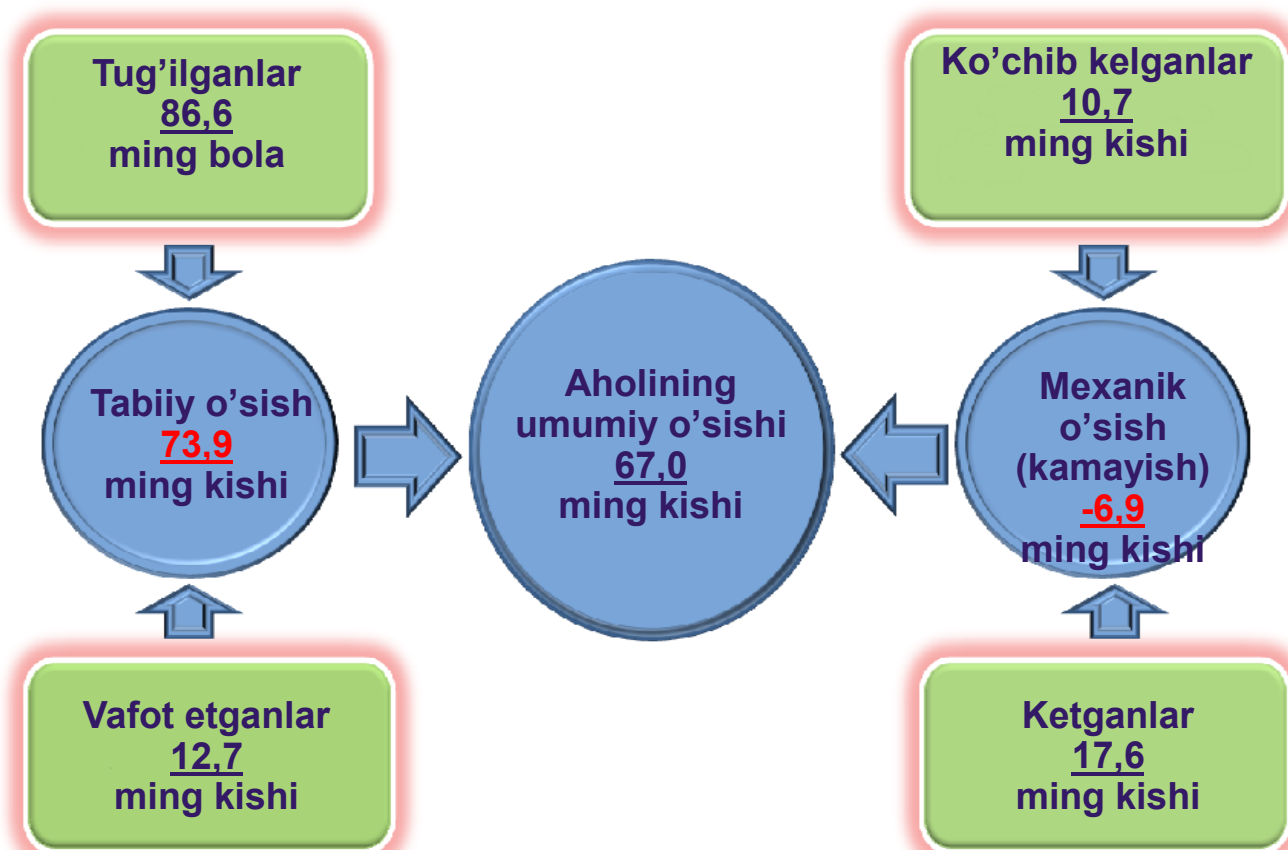 Tug’ilganlar
86,6
ming bola
Ko’chib kelganlar
10,7
ming kishi
Tabiiy o’sish
73,9
ming kishi
Aholining
umumiy o’sishi
67,0
ming kishi
Mexanik
o’sish
(kamayish)
-6,9
ming kishi
Vafot etganlar
12,7
ming kishi
Ketganlar
17,6
ming kishi